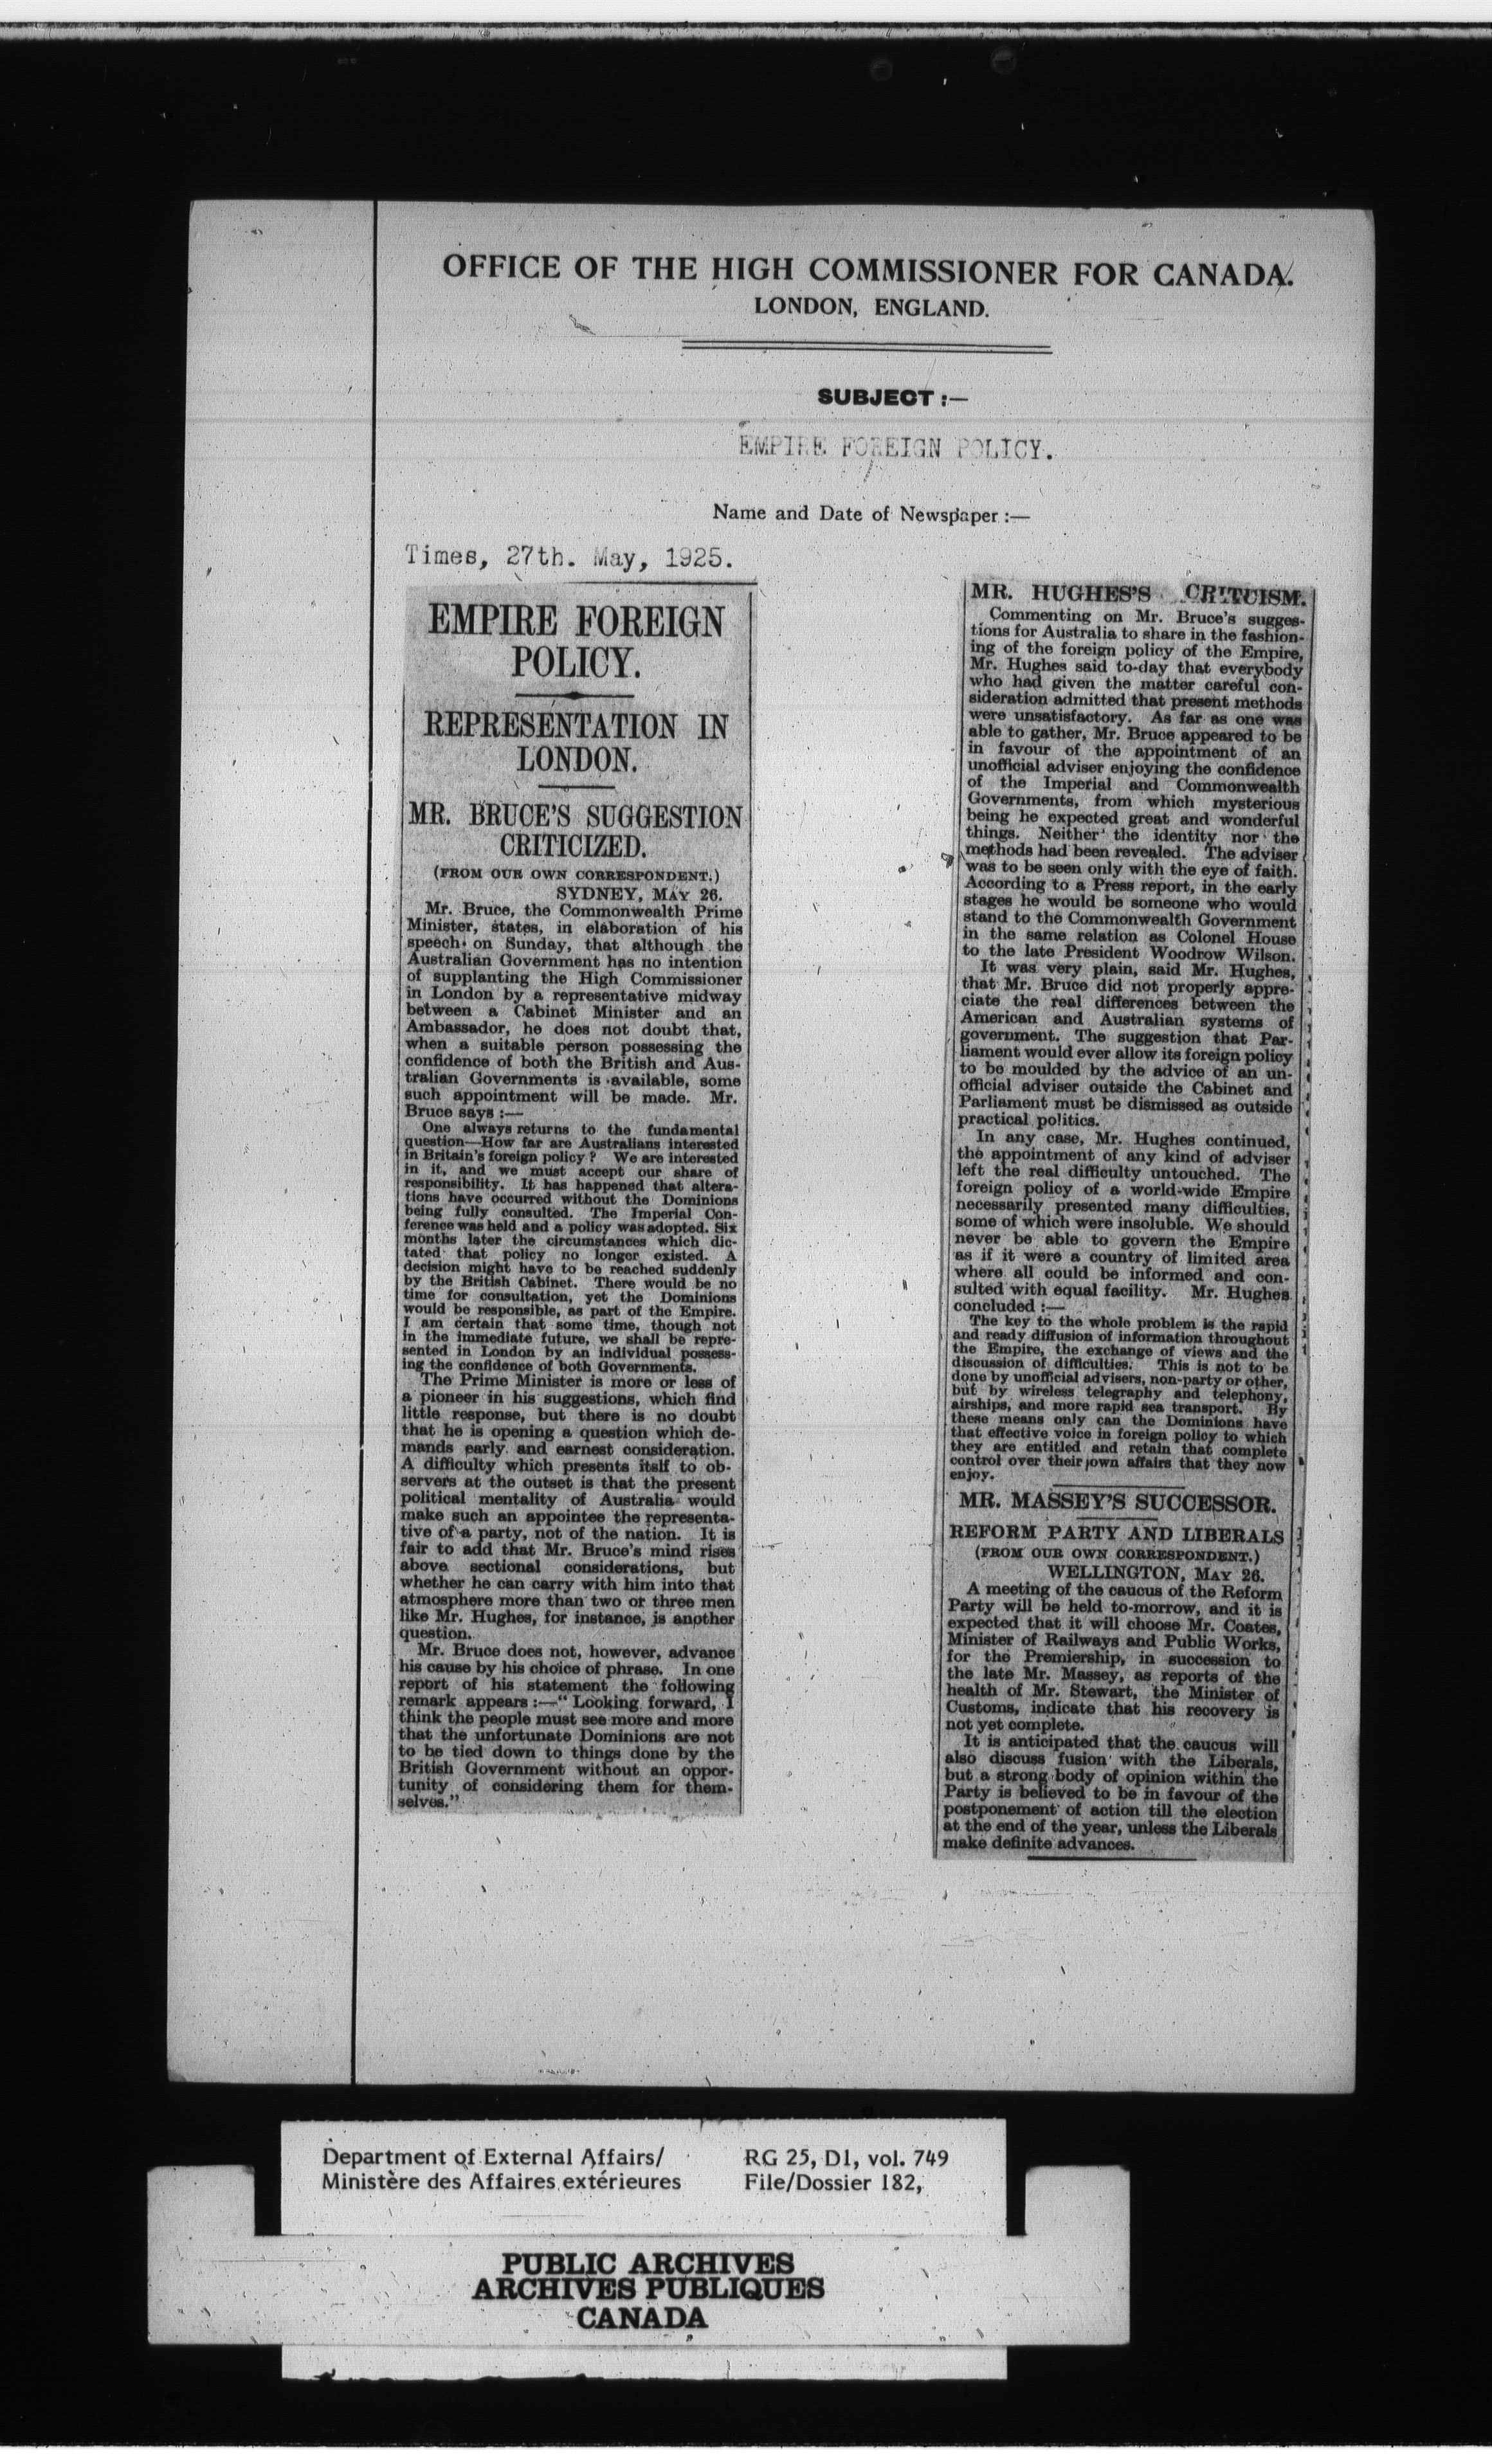 OFFICE OF THE HIGH COMMISSIONER FOR CANADA.
LONDON, ENGLAND.
SUBJECT :—
EMPIRE FOREIGN POLICY.
Name and Date of Newspaper :—
Times, 27th. May, 1925.
EMPIRE FOREIGN
POLICY.
REPRESENTATION IN
LONDON.
MR. BRUCE'S SUGGESTION
CRITICIZED.
(FROM OUR OWN CORRESPONDENT.)
SYDNEY, MAY 26.
Mr. Bruce, the Commonwealth Prime
Minister, states, in elaboration of his
speech on Sunday, that although the
Australian Government has no intention
of supplanting the High Commissioner
in London by a representative midway
between a Cabinet Minister and an
Ambassador, he does not doubt that,
when a suitable person possessing the
confidence of both the British and Aus-
tralian Governments is available, some
such appointment will be made. Mr.
Bruce says :—
One always returns to the fundamental
question—How far are Australians interested
in Britain's foreign policy? We are interested
in it, and we must accept our share of
responsibility. It has happened that altera-
tions have occurred without the Dominions
being fully consulted. The Imperial Con-
ference was held and a policy was adopted. Six
months later the circumstances which dic-
tated that policy no longer existed. A
decision might have to be reached suddenly
by the British Cabinet. There would be no
time for consultation, yet the Dominions
would be responsible, as part of the Empire.
I am certain that some time, though not
in the immediate future, we shall be repre-
sented in London by an individual possess-
ing the confidence of both Governments.
The Prime Minister is more or less of
a pioneer in his suggestions, which find
little response, but there is no doubt
that he is opening a question which de-
mands early and earnest consideration.
A difficulty which presents itslf to ob-
servers at the outset is that the present
political mentality of Australia would
make such an appointee the representa-
tive of a party, not of the nation. It is
fair to add that Mr. Bruce's mind rises
above sectional considerations, but
whether he can carry with him into that
atmosphere more than two or three men
like Mr. Hughes, for instance, is another
question.
Mr. Bruce does not, however, advance
his cause by his choice of phrase. In one
report of his statement the following
remark appears :—" Looking forward, I
think the people must see more and more
that the unfortunate Dominions are not
to be tied down to things done by the
British Government without an oppor-
tunity of considering them for them-
selves."
MR. HUGHES'S CRITCISM.
Commenting on Mr. Bruce's sugges-
tions for Australia to share in the fashion-
ing of the foreign policy of the Empire,
Mr. Hughes said to-day that everybody
who had given the matter careful con-
sideration admitted that present methods
were unsatisfactory. As far as one was
able to gather, Mr. Bruce appeared to be
in favour of the appointment of an
unofficial adviser enjoying the confidence
of the Imperial and Commonwealth
Governments, from which mysterious
being he expected great and wonderful
things. Neither the identity nor the
methods had been revealed. The adviser
was to be seen only with the eye of faith.
According to a Press report, in the early
stages he would be someone who would
stand to the Commonwealth Government
in the same relation as Colonel House
to the late President Woodrow Wilson.
It was very plain, said Mr. Hughes,
that Mr. Bruce did not properly appre-
ciate the real differences between the
American and Australian systems of
government. The suggestion that Par-
liament would ever allow its foreign policy
to be moulded by the advice of an un-
official adviser outside the Cabinet and
Parliament must be dismissed as outside
practical politics.
In any case, Mr. Hughes continued,
the appointment of any kind of adviser
left the real difficulty untouched. The
foreign policy of a world-wide Empire
necessarily presented many difficulties,
some of which were insoluble. We should
never be able to govern the Empire
as if it were a country of limited area
where all could be informed and con-
sulted with equal facility. Mr. Hughes
concluded :—
The key to the whole problem is the rapid
and ready diffusion of information throughout
the Empire, the exchange of views and the
discussion of difficulties. This is not to be
done by unofficial advisers, non-party or other,
but by wireless telegraphy and telephony,
airships, and more rapid sea transport. By
these means only can the Dominions have
that effective voice in foreign policy to which
they are entitled and retain that complete
control over their own affairs that they now
enjoy.
MR. MASSEY'S SUCCESSOR.
REFORM PARTY AND LIBERALS
(FROM OUR OWN CORRESPONDENT.)
WELLINGTON, MAY 26.
A meeting of the caucus of the Reform
Party will be held to-morrow, and it is
expected that it will choose Mr. Coates,
Minister of Railways and Public Works,
for the Premiership, in succession to
the late Mr. Massey, as reports of the
health of Mr. Stewart, the Minister of
Customs, indicate that his recovery is
not yet complete.
It is anticipated that the caucus will
also discuss fusion with the Liberals,
but a strong body of opinion within the
Party is believed to be in favour of the
postponement of action till the election
at the end of the year, unless the Liberals
make definite advances.
Department of External Affairs/
Ministère des Affaires extérieures
RG 25, D1, vol. 749
File/Dossier 182,
PUBLIC ARCHIVES
ARCHIVES PUBLIQUES
CANADA